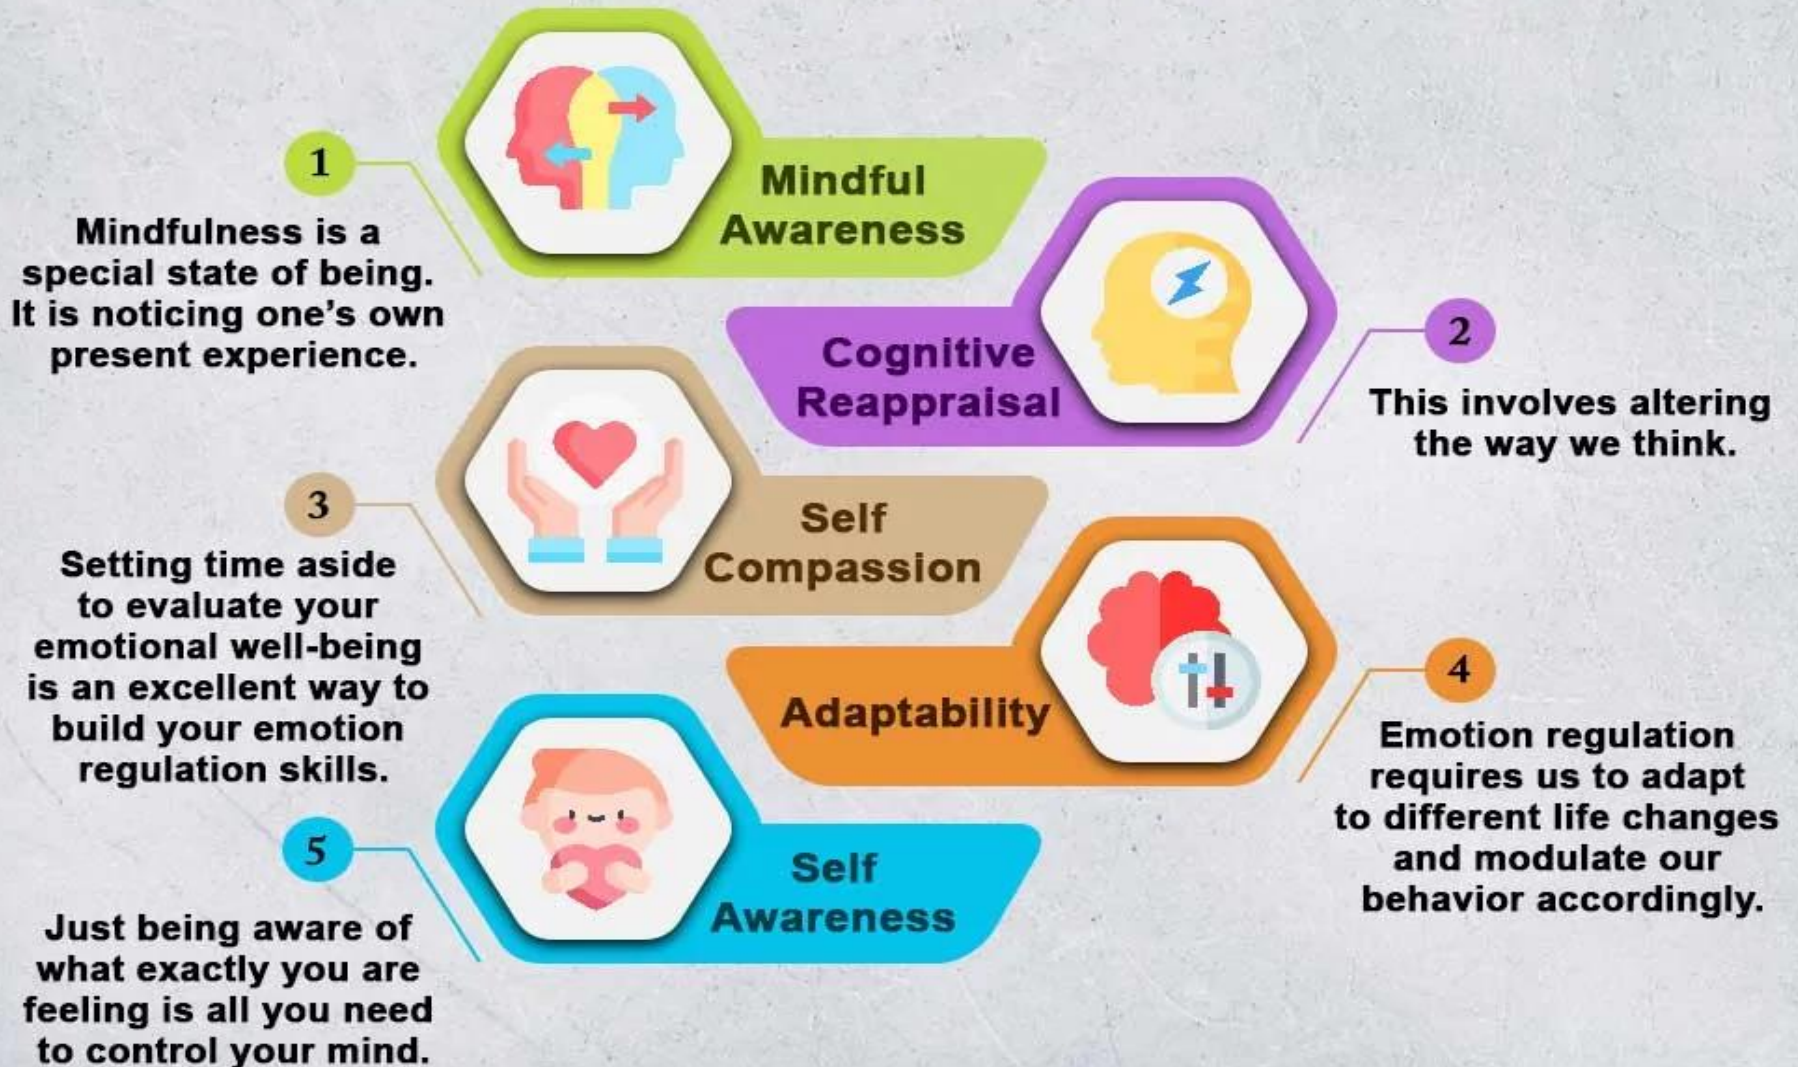 1
Mindful
Awareness
Mindfulness is a
special state of being.
It is noticing one’s own
present experience.
2
Cognitive
Reappraisal
This involves altering
the way we think.
3
Self
Compassion
Setting time aside
to evaluate your
emotional well-being
is an excellent way to
build your emotion
regulation skills.
4
Adaptability
Emotion regulation
requires us to adapt
to different life changes
and modulate our
behavior accordingly.
5
Self
Awareness
Just being aware of
what exactly you are
feeling is all you need
to control your mind.